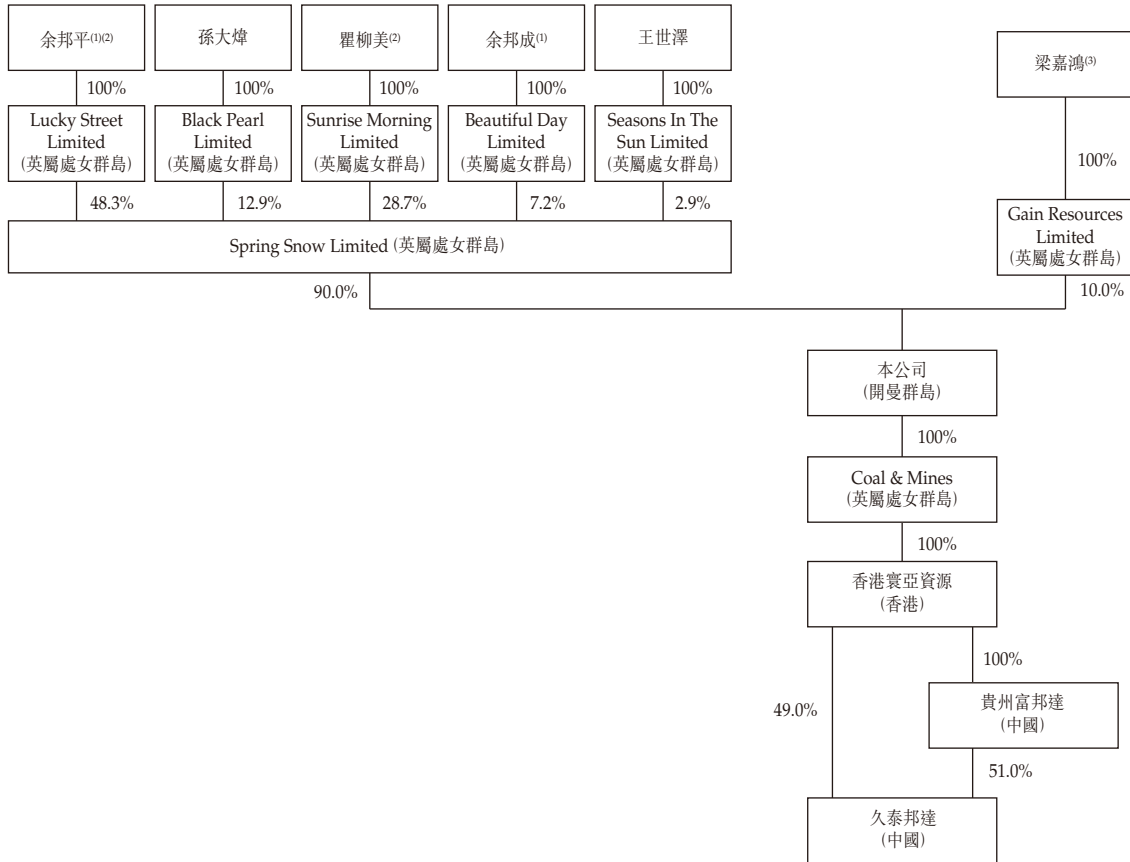 余邦平(1)(2)
孫大煒
瞿柳美(2)
余邦成(1)
王世澤
梁嘉鴻(3)
100%
100%
100%
100%
100%
100%
Lucky Street
Limited
(英屬處女群島)
Black Pearl
Limited
(英屬處女群島)
Sunrise Morning
Limited
(英屬處女群島)
Beautiful Day
Limited
(英屬處女群島)
Seasons In The
Sun Limited
(英屬處女群島)
48.3%
12.9%
28.7%
7.2%
2.9%
Gain Resources
Limited
(英屬處女群島)
Spring Snow Limited (英屬處女群島)
90.0%
10.0%
本公司
(開曼群島)
100%
Coal & Mines
(英屬處女群島)
100%
香港寰亞資源
(香港)
100%
49.0%
貴州富邦達
(中國)
51.0%
久泰邦達
(中國)